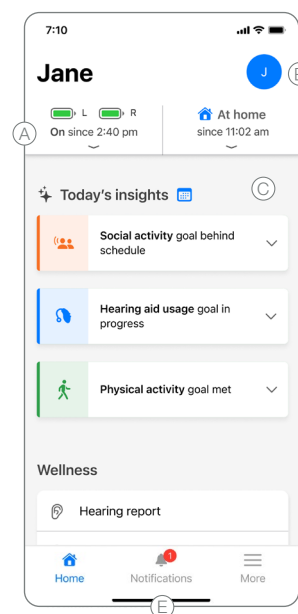 7:10
Jane
J
L R
On since 2:40 pm
At home
since 11:02 am
A
C
Today's insights
Social activity goal behind
schedule
Hearing aid usage goal in
progress
Physical activity goal met
Wellness
Hearing report
1
Home
Notifications
More
E